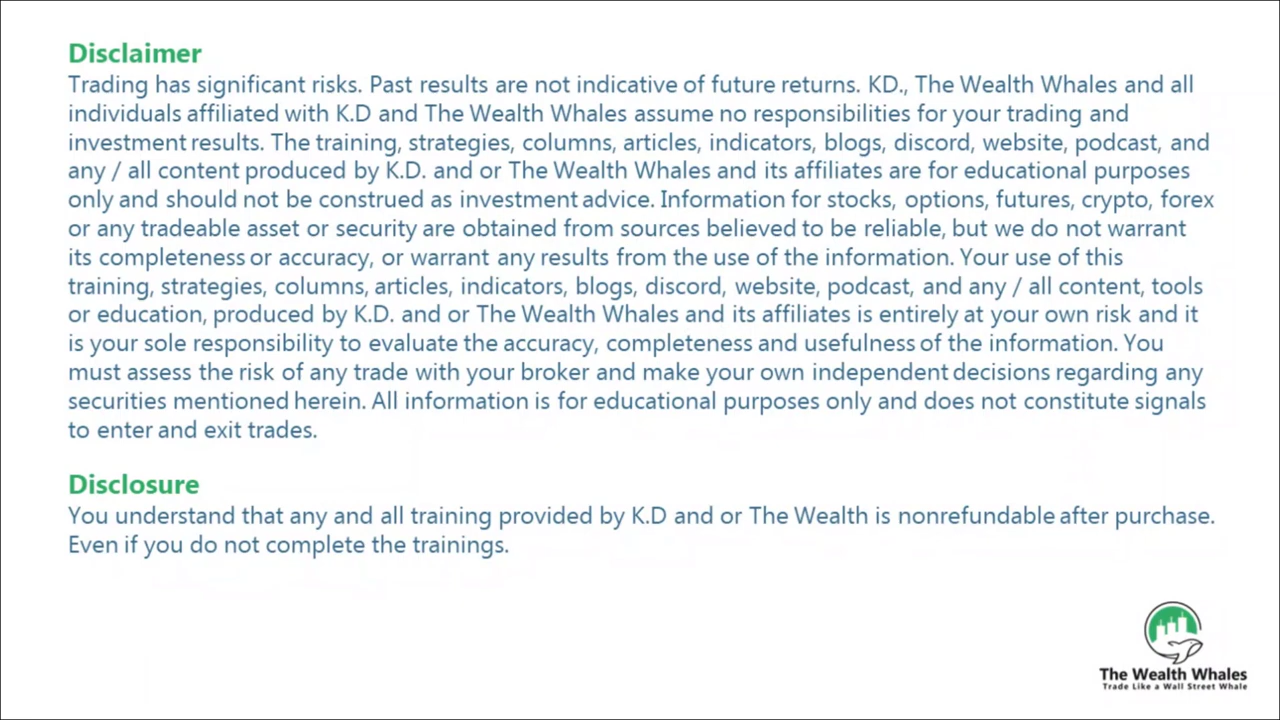 Disclaimer
Trading has significant risks. Past results are not indicative of future returns. KD., The Wealth Whales and all
individuals affiliated with K.D and The Wealth Whales assume no responsibilities for your trading and
investment results. The training, strategies, columns, articles, indicators, blogs, discord, website, podcast, and
any / all content produced by K.D. and or The Wealth Whales and its affiliates are for educational purposes
only and should not be construed as investment advice. Information for stocks, options, futures, crypto, forex
or any tradeable asset or security are obtained from sources believed to be reliable, but we do not warrant
its completeness or accuracy, or warrant any results from the use of the information. Your use of this
training, strategies, columns, articles, indicators, blogs, discord, website, podcast, and any / all content, tools
or education, produced by K.D. and or The Wealth Whales and its affiliates is entirely at your own risk and it
is your sole responsibility to evaluate the accuracy, completeness and usefulness of the information. You
must assess the risk of any trade with your broker and make your own independent decisions regarding any
securities mentioned herein. All information is for educational purposes only and does not constitute signals
to enter and exit trades.
Disclosure
You understand that any and all training provided by K.D and or The Wealth is nonrefundable after purchase.
Even if you do not complete the trainings.
The Wealth Whales
Trade Like a Wall Street Whale